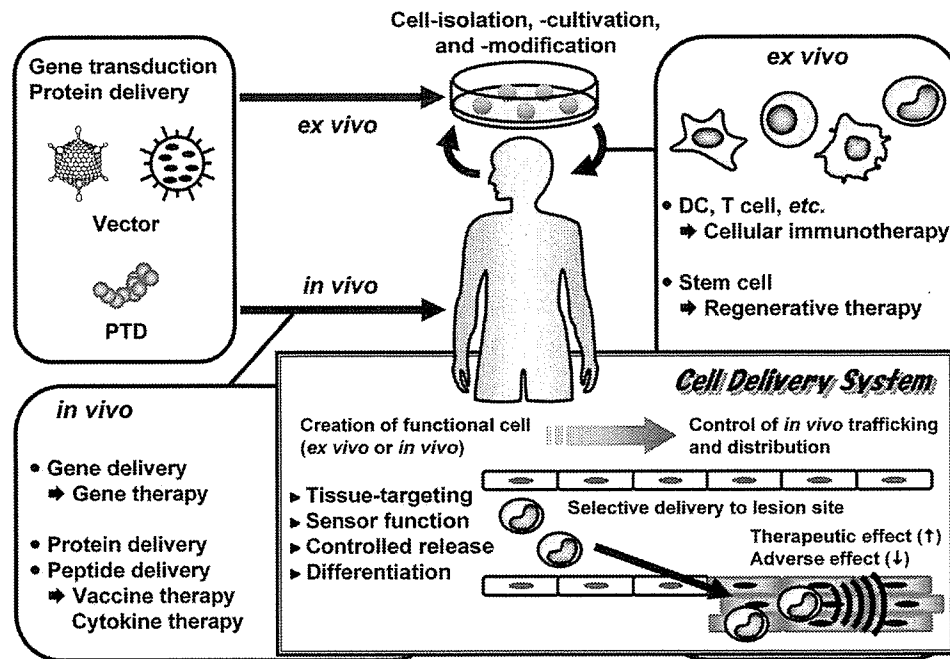 Cell-isolation, -cultivation,
and -modification
Gene transduction
Protein delivery
Vector
PTD
ex vivo
in vivo
ex vivo
• DC, T cell, etc.
➡ Cellular immunotherapy
• Stem cell
➡ Regenerative therapy
in vivo
• Gene delivery
➡ Gene therapy
• Protein delivery
• Peptide delivery
➡ Vaccine therapy
Cytokine therapy
Cell Delivery System
Creation of functional cell
(ex vivo or in vivo)
Control of in vivo trafficking
and distribution
► Tissue-targeting
► Sensor function
► Controlled release
► Differentiation
Selective delivery to lesion site
Therapeutic effect (↑)
Adverse effect (↓)